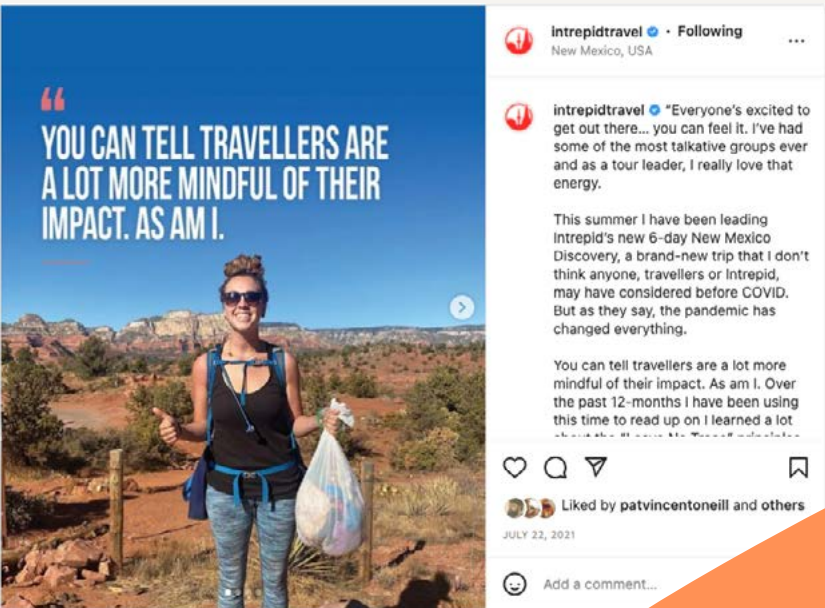 “
YOU CAN TELL TRAVELLERS ARE
A LOT MORE MINDFUL OF THEIR
IMPACT. AS AM I.
intrepidtravel • Following
New Mexico, USA
intrepidtravel “Everyone's excited to
get out there... you can feel it. I've had
some of the most talkative groups ever
and as a tour leader, I really love that
energy.
This summer I have been leading
Intrepid's new 6-day New Mexico
Discovery, a brand-new trip that I don't
think anyone, travellers or Intrepid,
may have considered before COVID.
But as they say, the pandemic has
changed everything.
You can tell travellers are a lot more
mindful of their impact. As am I. Over
the past 12-months I have been using
this time to read up on I learned a lot
about the "Leave No Trace" principles
Liked by patvincentoneill and others
JULY 22, 2021
Add a comment...